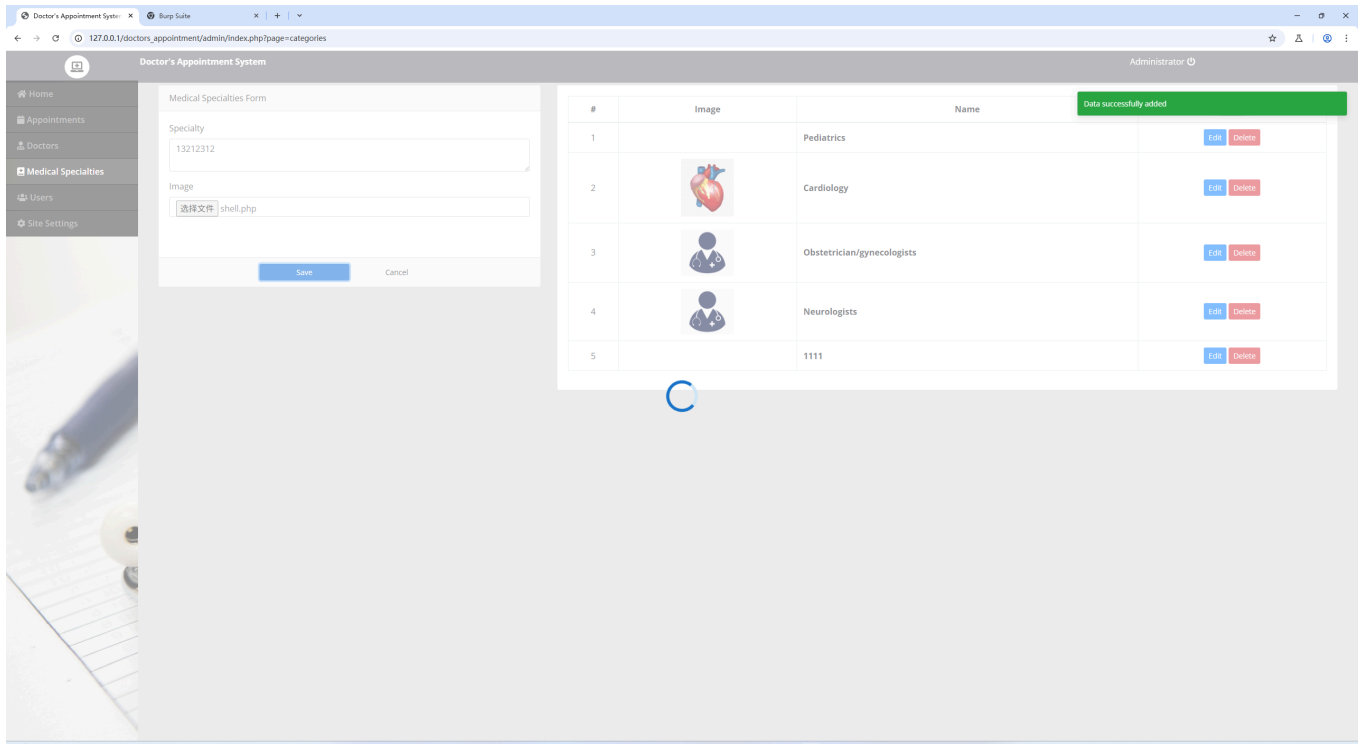 Doctor's Appointment Syster
Burp Suite
127.0.0.1/doctors_appointment/admin/index.php?page=categories
Doctor's Appointment System
Administrator
Home
Appointments
Doctors
Medical Specialties
Users
Site Settings
Medical Specialties Form
Specialty
13212312
Image
选择文件 shell.php
Save Cancel
Data successfully added
# Image Name
1 Pediatrics Edit Delete
2 Cardiology Edit Delete
3 Obstetrician/gynecologists Edit Delete
4 Neurologists Edit Delete
5 1111 Edit Delete